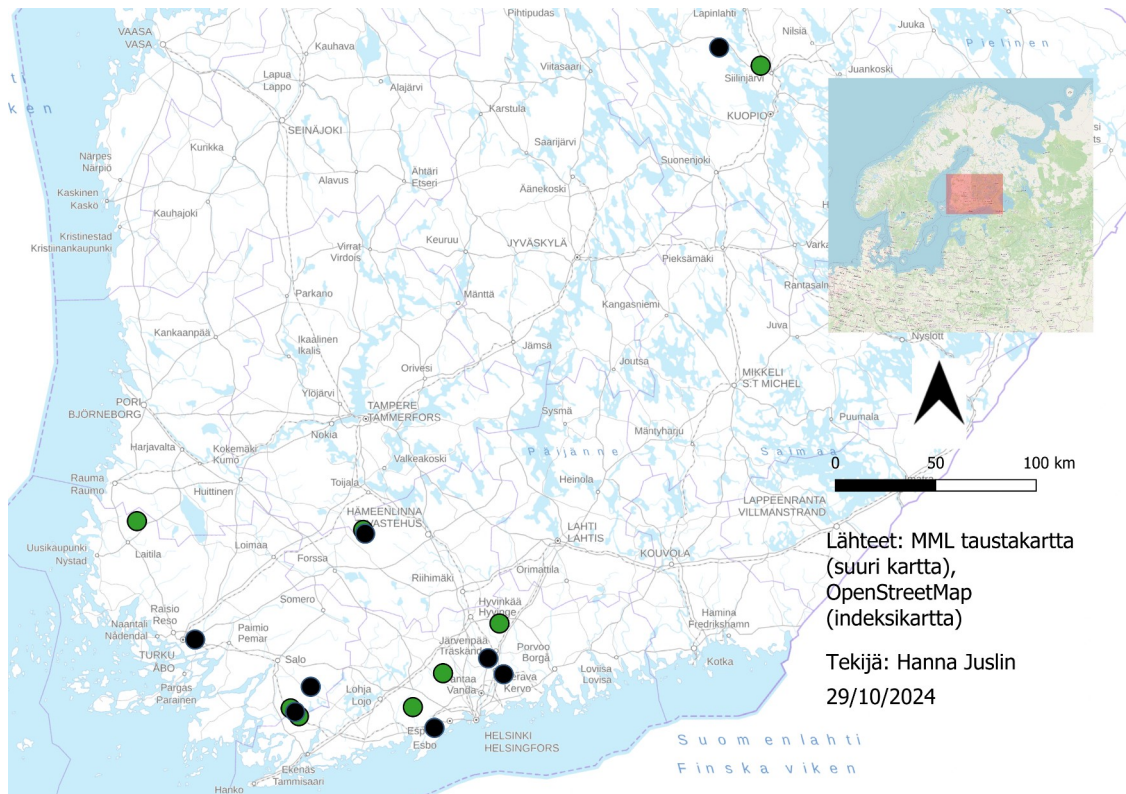 Pihtipudas
Lapinlahti
Nilsiä
Juuka
VAASA
VASA
Kauhava
Viitasaari
Siilinjärvi
Juankoski
Pielinen
Lapua
Lappo
Alajärvi
Karstula
KUOPIO
SEINÄJOKI
Saarijärvi
Kurikka
Närpes
Närpiö
Suonenjoki
Alavus
Ähtäri
Etseri
Äänekoski
Kaskinen
Kaskö
Kauhajoki
Kristinestad
Kristiinankaupunki
Virrat
Virdois
Keuruu
JYVÄSKYLÄ
Pieksämäki
Varka
Rantasalm
Parkano
Mänttä
Kangasniemi
Kankaanpää
Ikaalinen
Ikalis
Jämsä
Juva
Nyslott
Joutsa
Orivesi
MIKKELI
S:T MICHEL
Ylöjärvi
PORI
BJÖRNEBORG
TAMPERE
TAMMERFORS
Sysmä
Puumala
Nokia
Mäntyharju
Harjavalta
Kokemäki
Kumo
Päijänne
Saimaa
Valkeakoski
0 50 100 km
Rauma
Raumo
Huittinen
Toijala
Heinola
Imatra
LAPPEENRANTA
VILLMANSTRAND
HÄMEENLINNA
LAHTI
LAHTIS
Uusikaupunki
Nystad
Laitila
Loimaa
Forssa
KOUVOLA
Lähteet: MML taustakartta
(suuri kartta),
OpenStreetMap
(indeksikartta)
Riihimäki
Orimattila
Somero
Hyvinkää
Hyvinge
Hamina
Fredrikshamn
Raisio
Reso
Naantali
Nådendal
Paimio
Pemar
Järvenpää
Träskända
Porvoo
Borgå
TURKU
ÅBO
Salo
Loviisa
Lovisa
Kotka
Tekijä: Hanna Juslin
Pargas
Parainen
Lohja
Lojo
Vanda
Kervo
29/10/2024
Esbo
HELSINKI
HELSINGFORS
Suomenlahti
Finska viken
Ekenäs
Tammisaari
Hanko